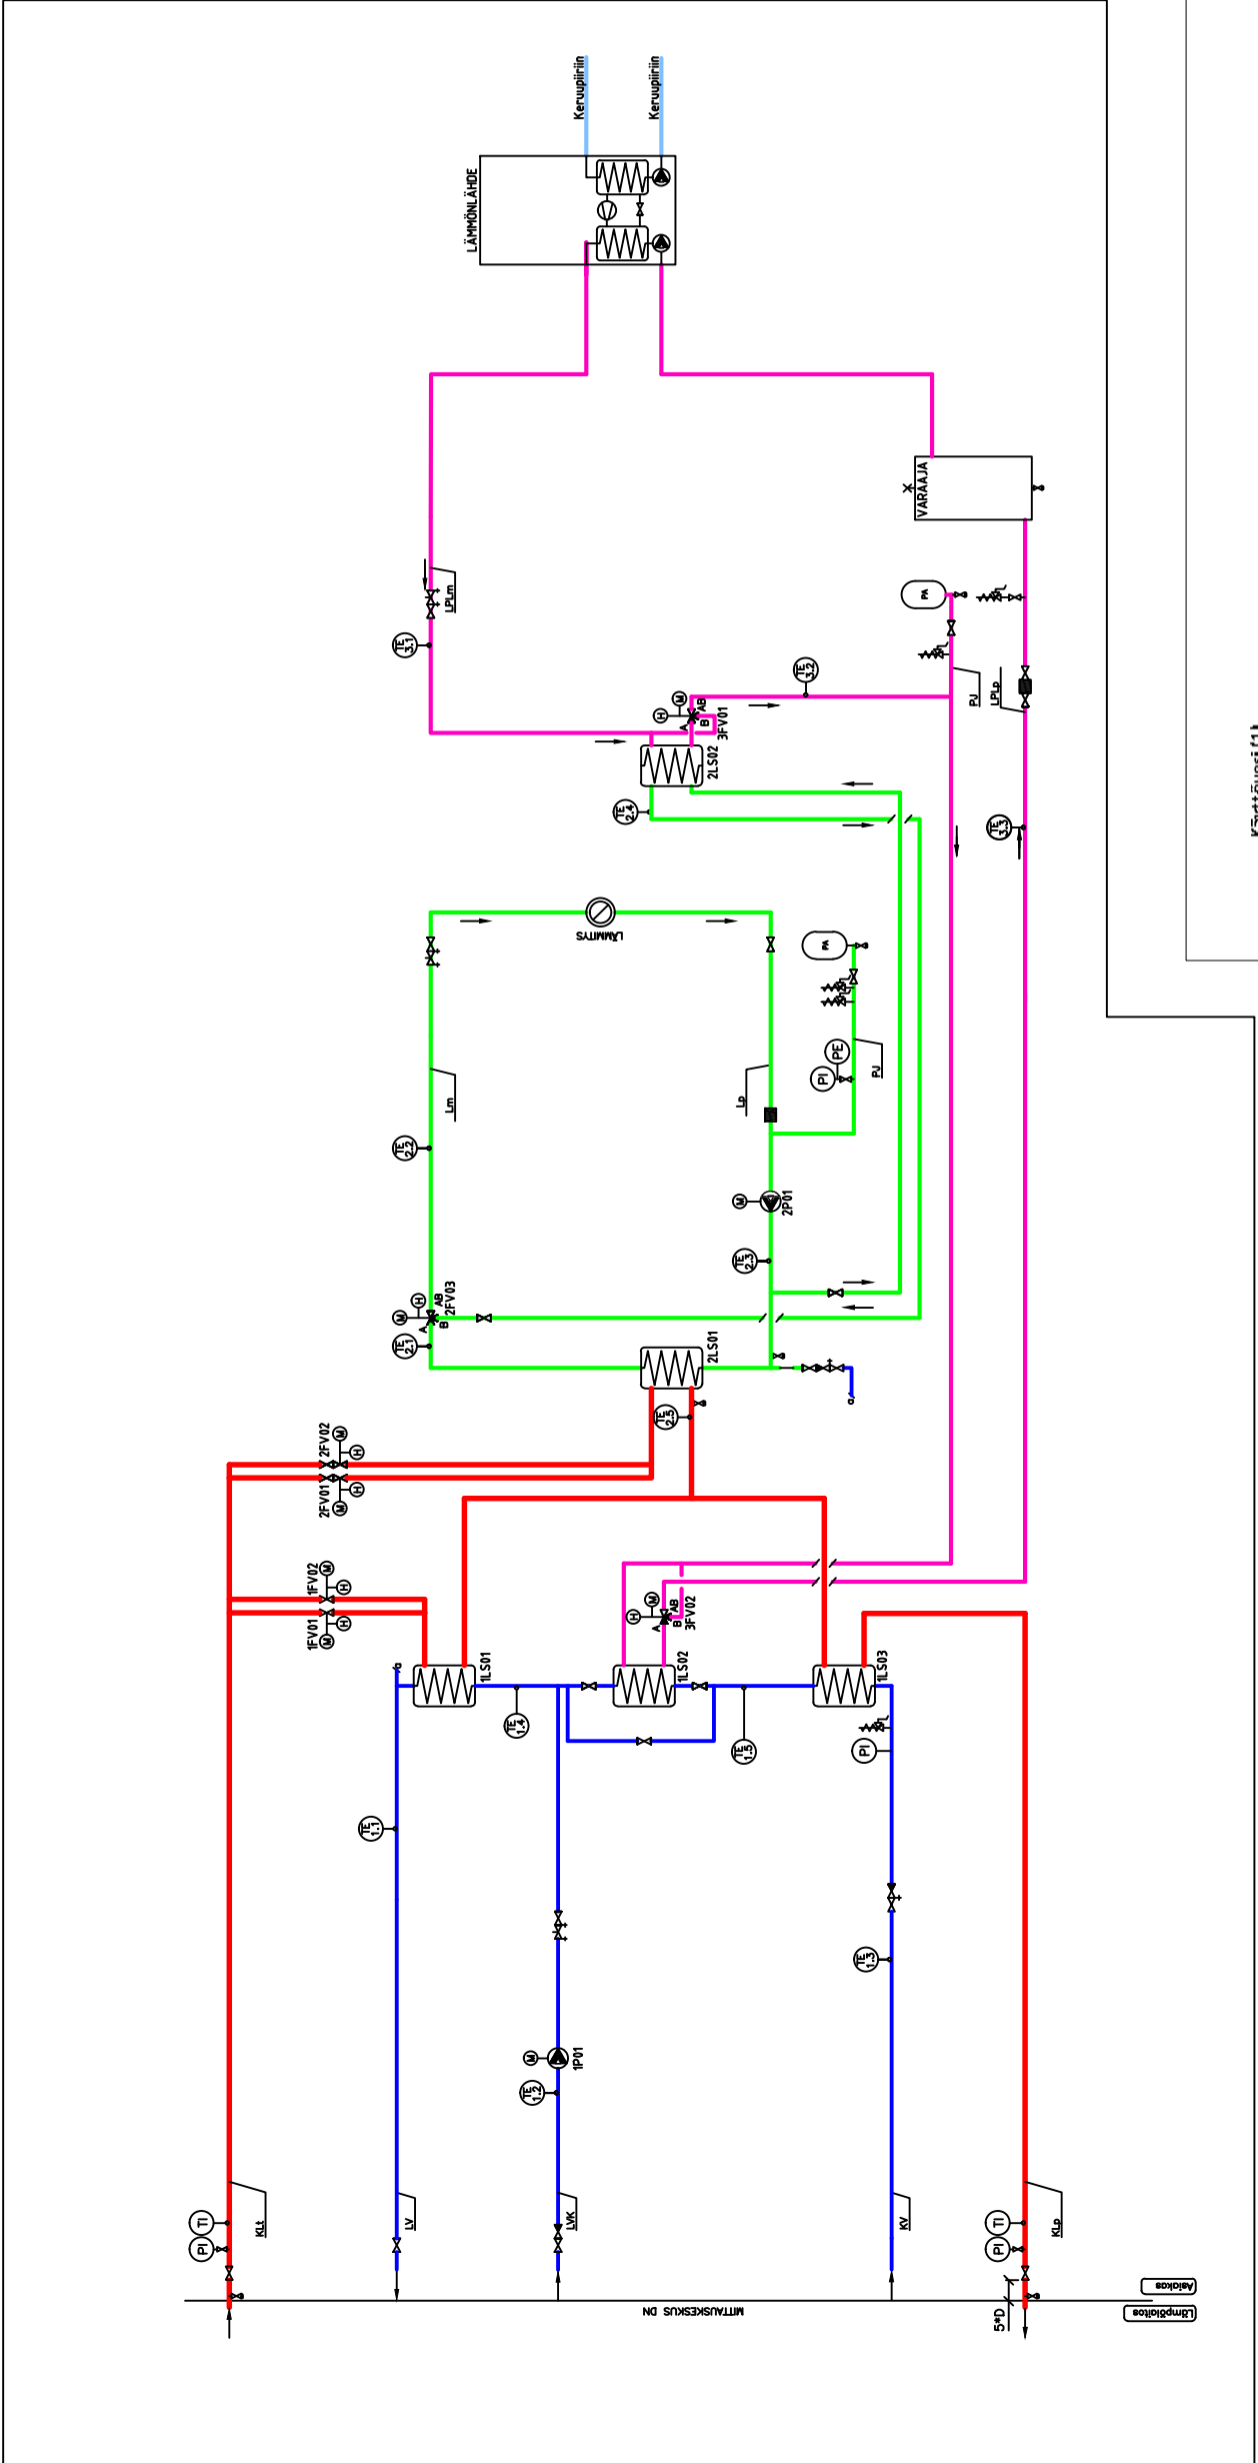 Keruupiiriin
Keruupiiriin
LÄMMÖNLÄHDE
VARAAJA
LPLm
TE
3.1
PA
TE
3.2
PJ
LPLp
H
M
A
AB
B
3FV01
2LS02
TE
2.4
TE
3.3
LÄMMITYS
PA
PE
PI
PJ
Lm
Lp
TE
2.2
M
2P01
TE
2.3
M
H
A
AB
B
2FV03
TE
2.1
2LS01
a
TE
2.5
2FV01
2FV02
M
H
M
H
1FV01
1FV02
M
H
M
H
H
M
A
AB
B
3FV02
a
1LS01
1LS02
1LS03
TE
1.4
TE
1.5
PI
TE
1.1
TE
1.3
M
1P01
TE
1.2
KLt
LV
LVK
KV
KLp
TI
PI
TI
PI
MITTAUSKESKUS DN
5*D
Asiakas
Lämpölaitos